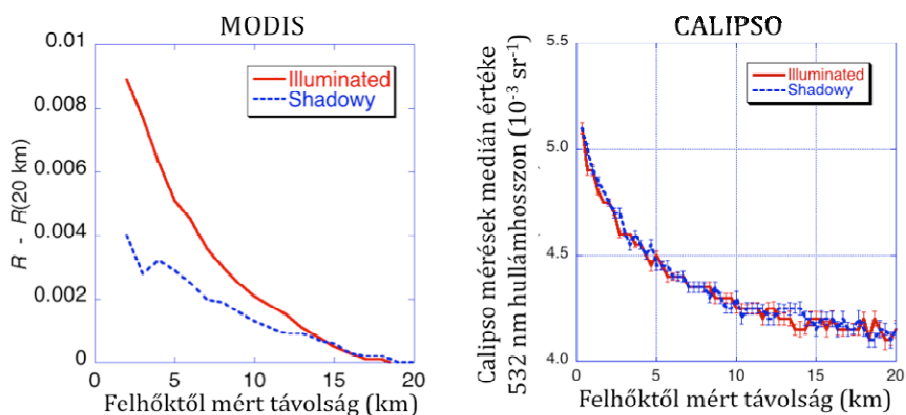 MODIS
0.01
0.008
0.006
0.004
0.002
0
R - R(20 km)
Illuminated
Shadowy
0 5 10 15 20
Felhőktől mért távolság (km)
CALIPSO
5.5
5.0
4.5
4.0
Calipso mérések medián értéke
532 nm hullámhosszon (10⁻³ sr⁻¹)
Illuminated
Shadowy
0 5 10 15 20
Felhőktől mért távolság (km)